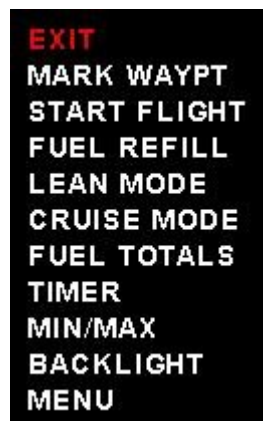 EXIT
MARK WAYPT
START FLIGHT
FUEL REFILL
LEAN MODE
CRUISE MODE
FUEL TOTALS
TIMER
MIN/MAX
BACKLIGHT
MENU